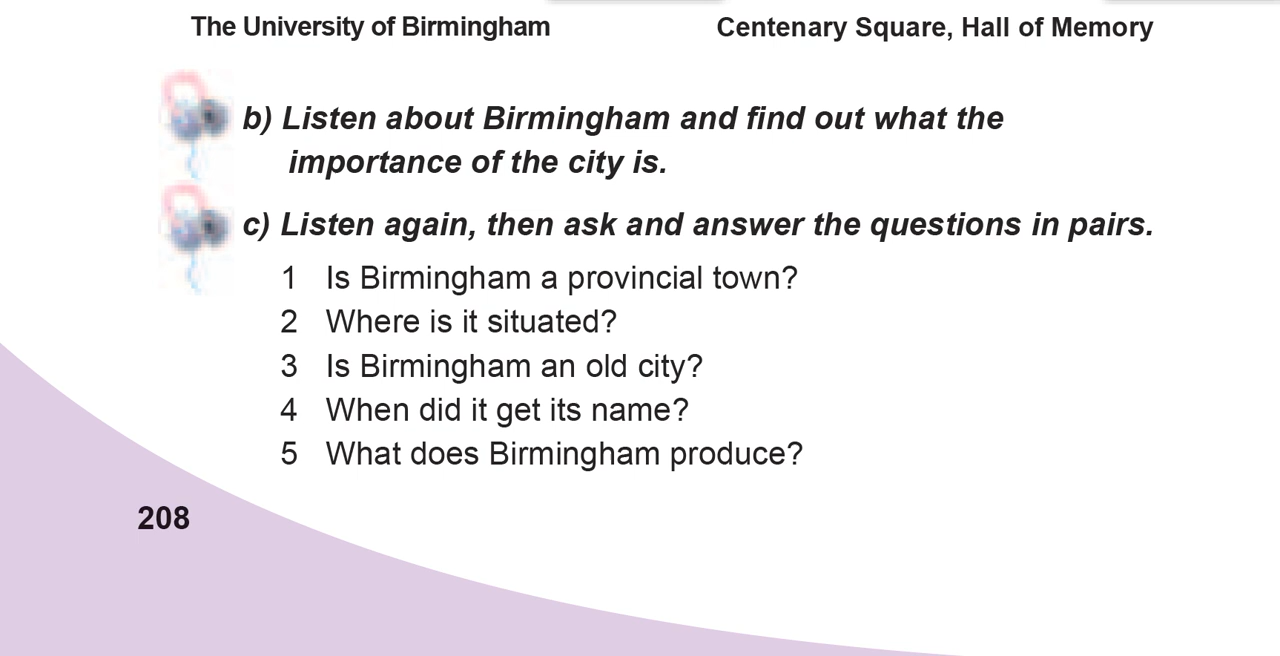 The University of Birmingham
Centenary Square, Hall of Memory
b) Listen about Birmingham and find out what the
importance of the city is.
c) Listen again, then ask and answer the questions in pairs.
1 Is Birmingham a provincial town?
2 Where is it situated?
3 Is Birmingham an old city?
4 When did it get its name?
5 What does Birmingham produce?
208